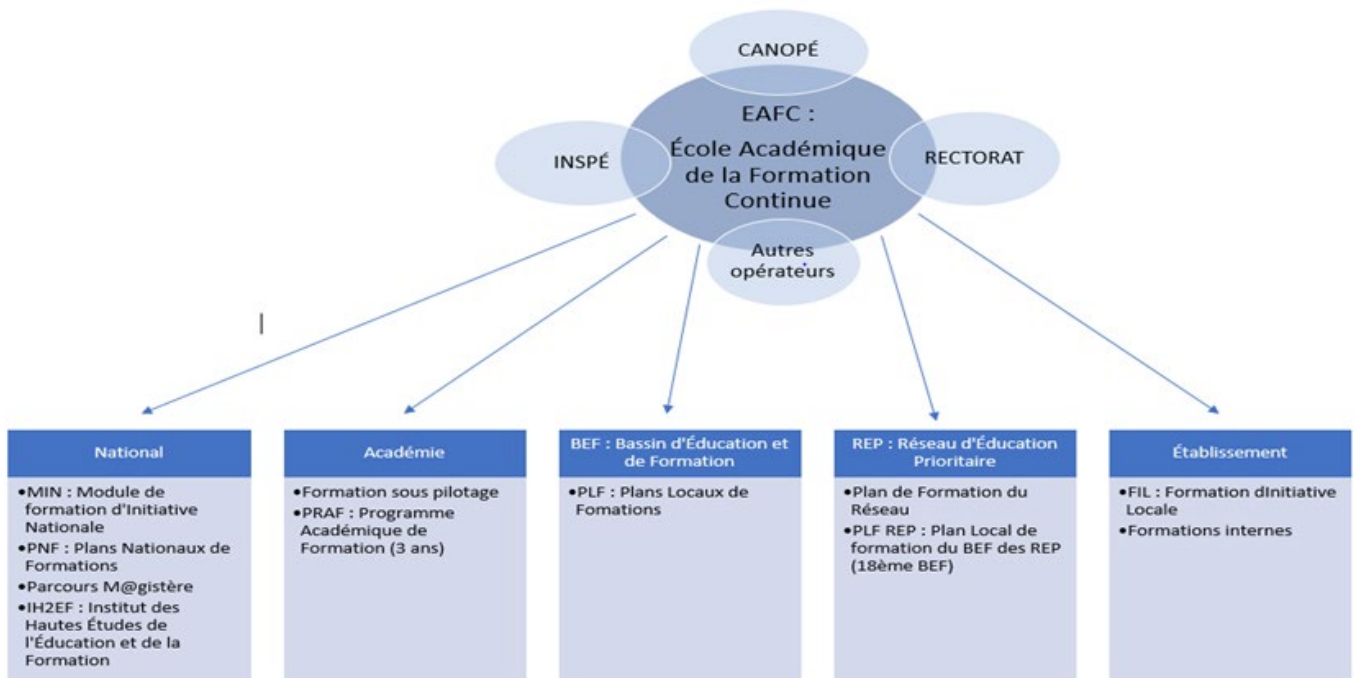 CANOPÉ
EAFC :
École Académique
de la Formation
Continue
INSPÉ
RECTORAT
Autres
opérateurs
National
•MIN : Module de
formation d'Initiative
Nationale
•PNF : Plans Nationaux de
Formations
•Parcours M@gistère
•IH2EF : Institut des
Hautes Études de
l'Éducation et de la
Formation
Académie
•Formation sous pilotage
•PRAF : Programme
Académique de
Formation (3 ans)
BEF : Bassin d'Éducation et
de Formation
•PLF : Plans Locaux de
Fomations
REP : Réseau d'Éducation
Prioritaire
•Plan de Formation du
Réseau
•PLF REP : Plan Local de
formation du BEF des REP
(18ème BEF)
Établissement
•FIL : Formation dInitiative
Locale
•Formations internes